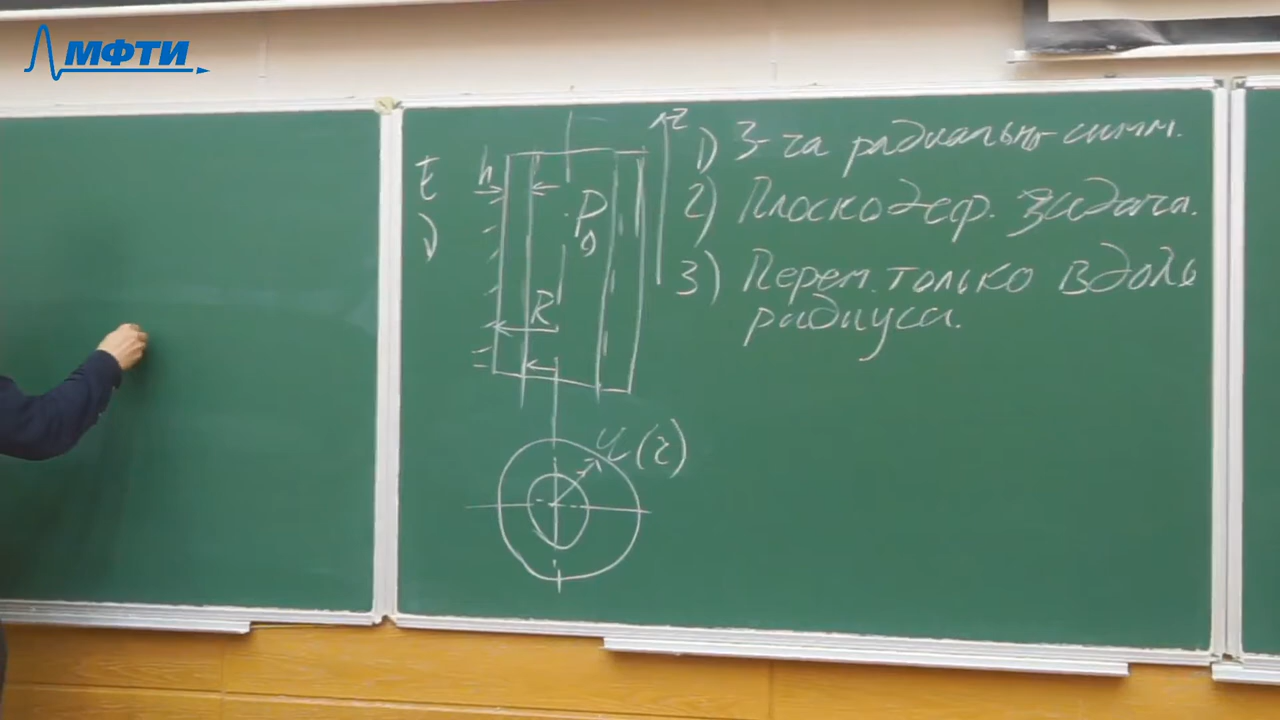 МФТИ
E
ν
h
P₀
R
z
U(r)
1) З-ча радиально-симм.
2) Плоскодеф. задача.
3) Перем. только вдоль
радиуса.